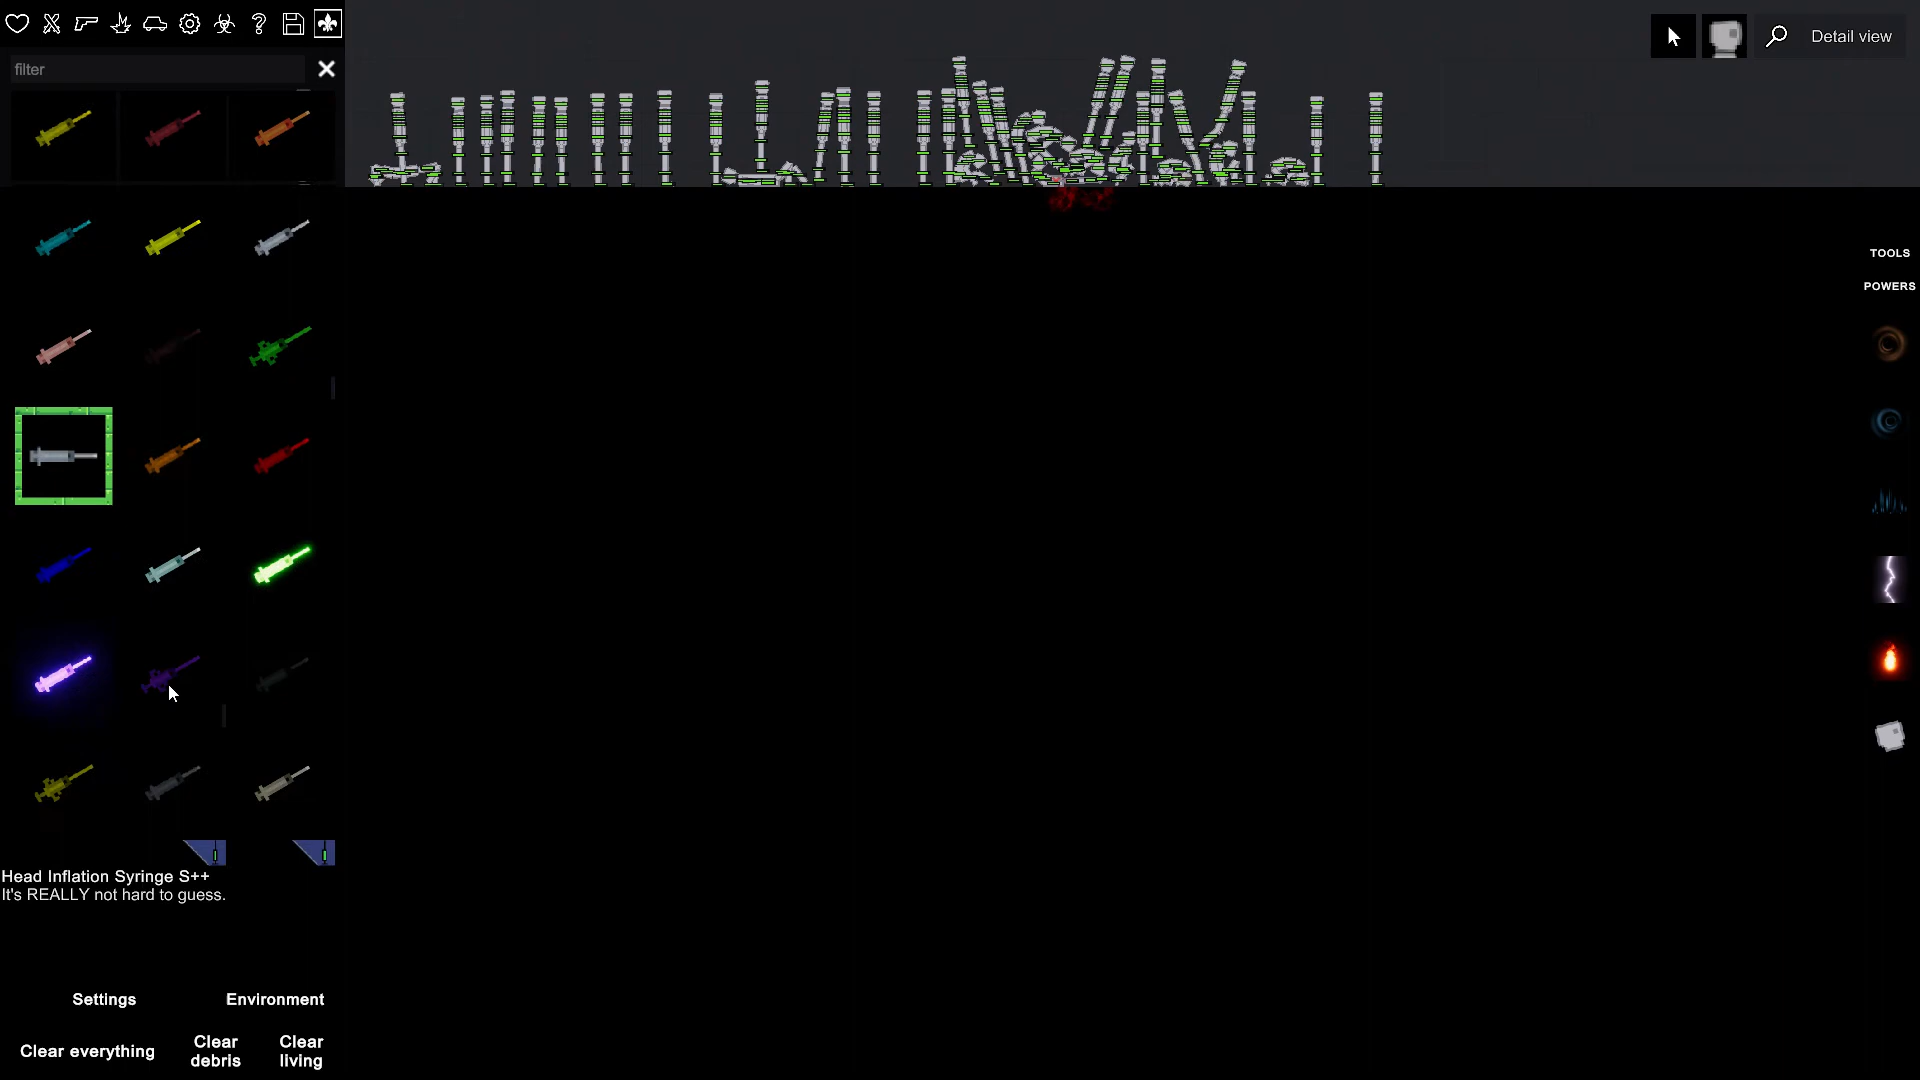 filter
Detail view
TOOLS
POWERS
Head Inflation Syringe S++
It's REALLY not hard to guess.
Settings
Environment
Clear everything
Clear
debris
Clear
living